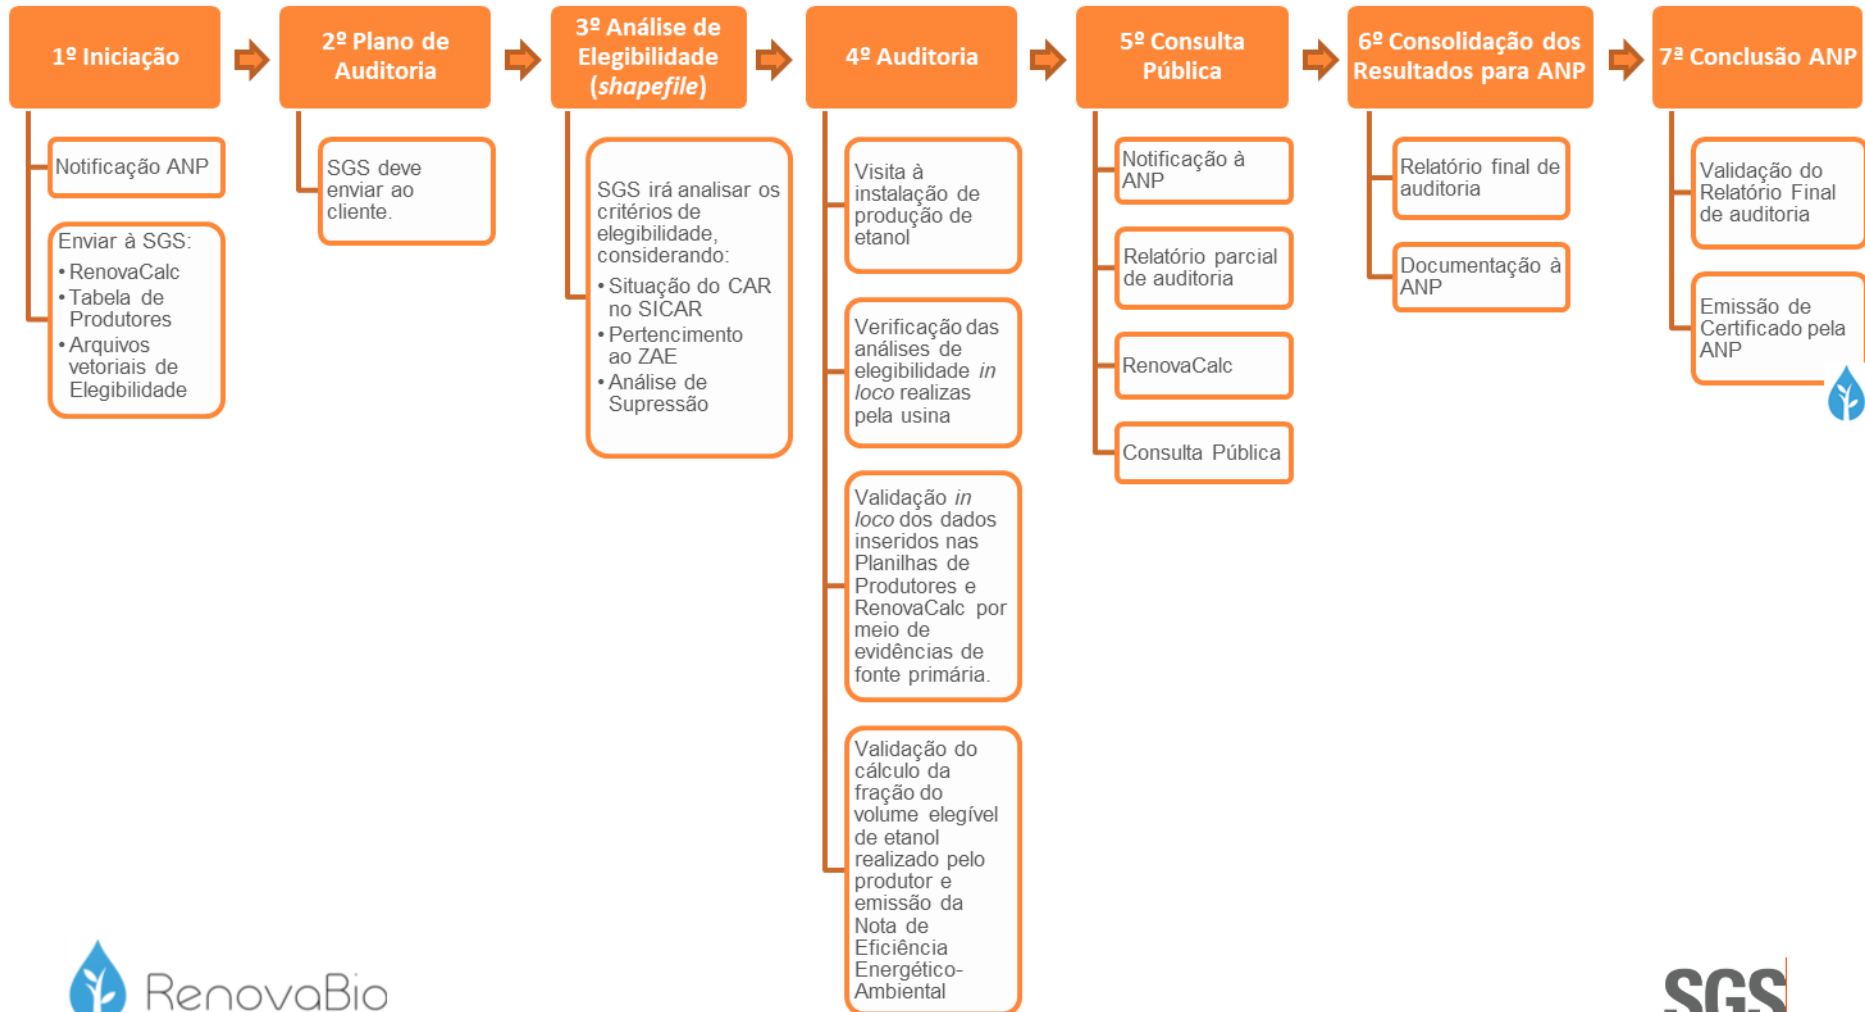 1º Iniciação
Notificação ANP
Enviar à SGS:
• RenovaCalc
• Tabela de
Produtores
• Arquivos
vetoriais de
Elegibilidade
2º Plano de
Auditoria
SGS deve
enviar ao
cliente.
3º Análise de
Elegibilidade
(shapefile)
SGS irá analisar os
critérios de
elegibilidade,
considerando:
• Situação do CAR
no SICAR
• Pertencimento
ao ZAE
• Análise de
Supressão
4º Auditoria
Visita à
instalação de
produção de
etanol
Verificação das
análises de
elegibilidade in
loco realizas
pela usina
Validação in
loco dos dados
inseridos nas
Planilhas de
Produtores e
RenovaCalc por
meio de
evidências de
fonte primária.
Validação do
cálculo da
fração do
volume elegível
de etanol
realizado pelo
produtor e
emissão da
Nota de
Eficiência
Energético-
Ambiental
5º Consulta
Pública
Notificação à
ANP
Relatório parcial
de auditoria
RenovaCalc
Consulta Pública
6º Consolidação dos
Resultados para ANP
Relatório final de
auditoria
Documentação à
ANP
7ª Conclusão ANP
Validação do
Relatório Final
de auditoria
Emissão de
Certificado pela
ANP
RenovaBio
SGS